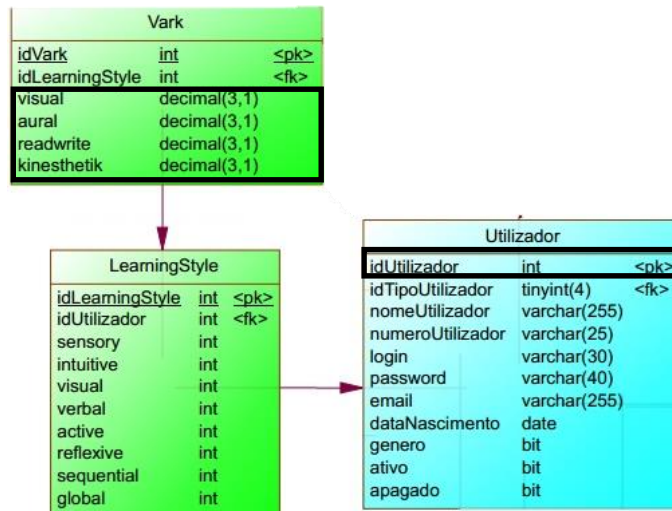 Vark
idVark int <pk>
idLearningStyle int <fk>
visual decimal(3,1)
aural decimal(3,1)
readwrite decimal(3,1)
kinesthetik decimal(3,1)
LearningStyle
idLearningStyle int <pk>
idUtilizador int <fk>
sensory int
intuitive int
visual int
verbal int
active int
reflexive int
sequential int
global int
Utilizador
idUtilizador int <pk>
idTipoUtilizador tinyint(4) <fk>
nomeUtilizador varchar(255)
numeroUtilizador varchar(25)
login varchar(30)
password varchar(40)
email varchar(255)
dataNascimento date
genero bit
ativo bit
apagado bit